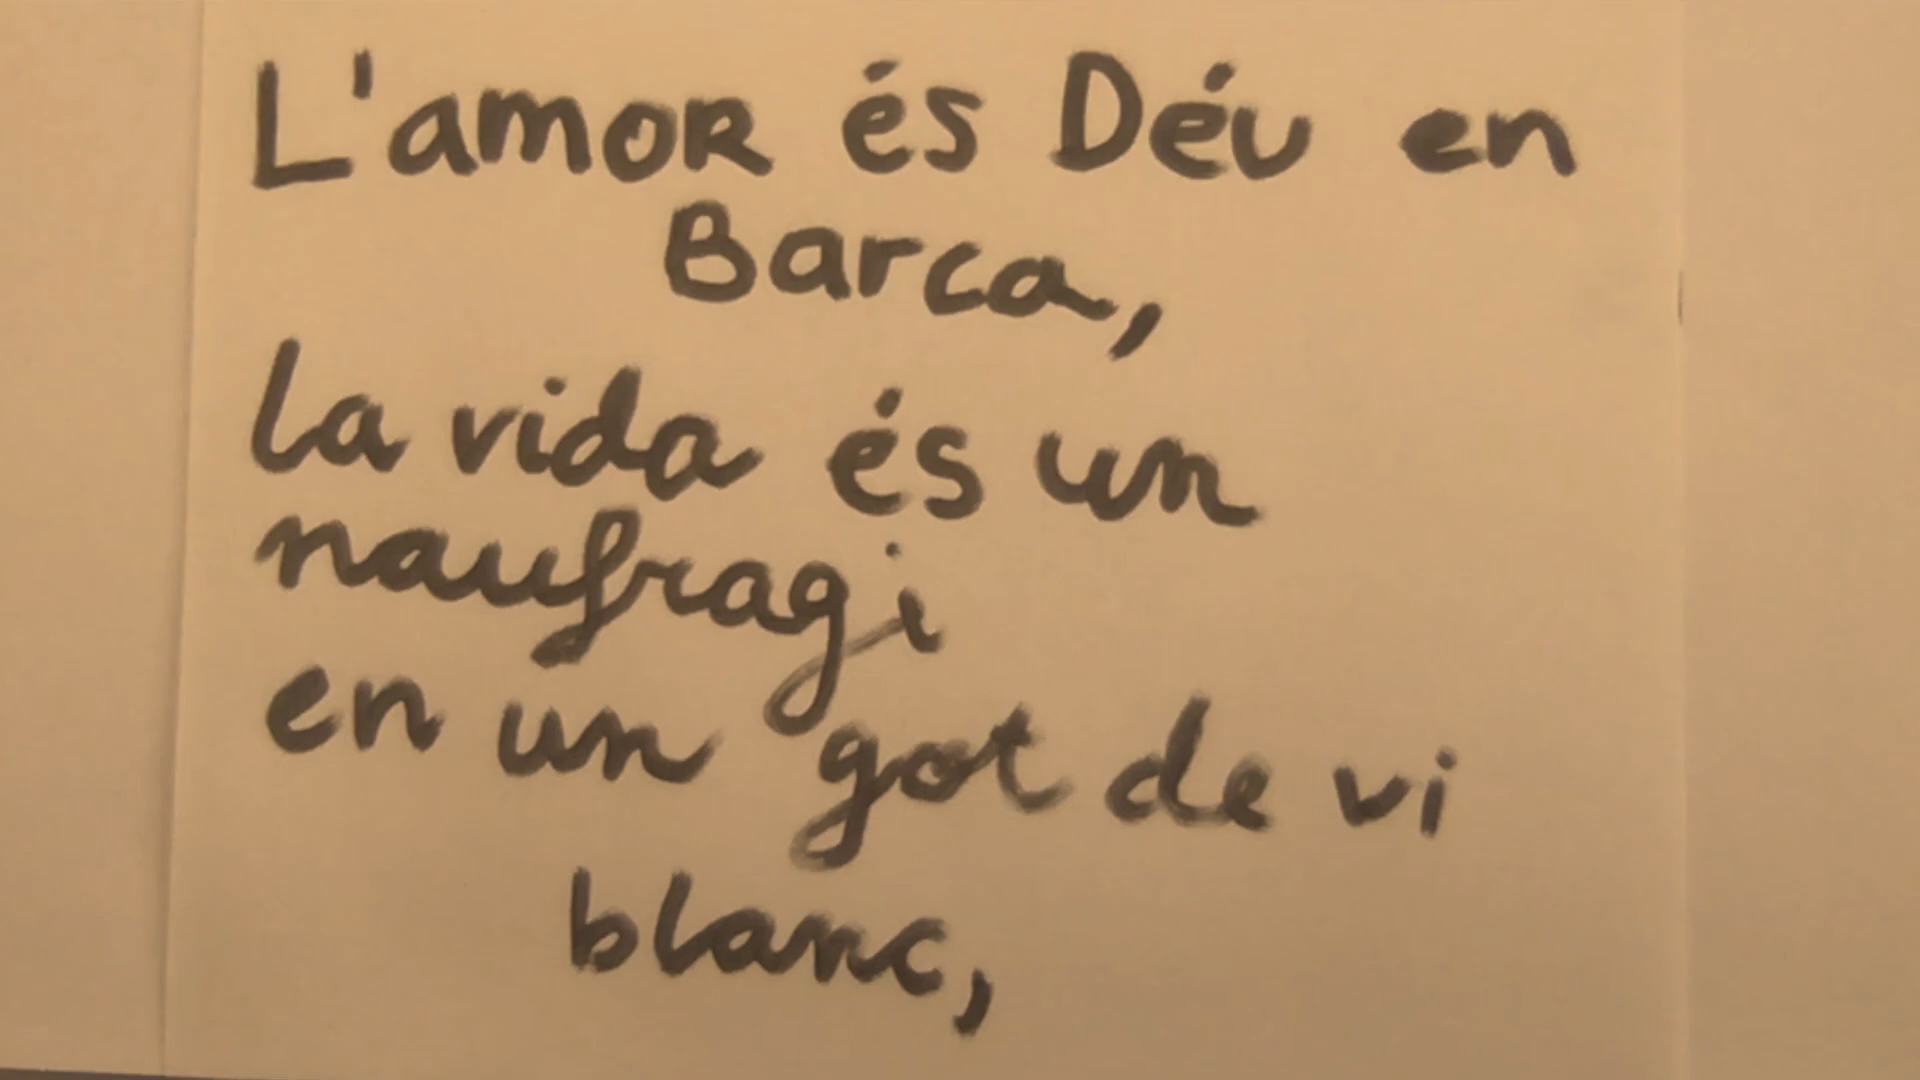 L'amor és Déu en
Barca,
la vida és un
naufragi
en un got de vi
blanc,